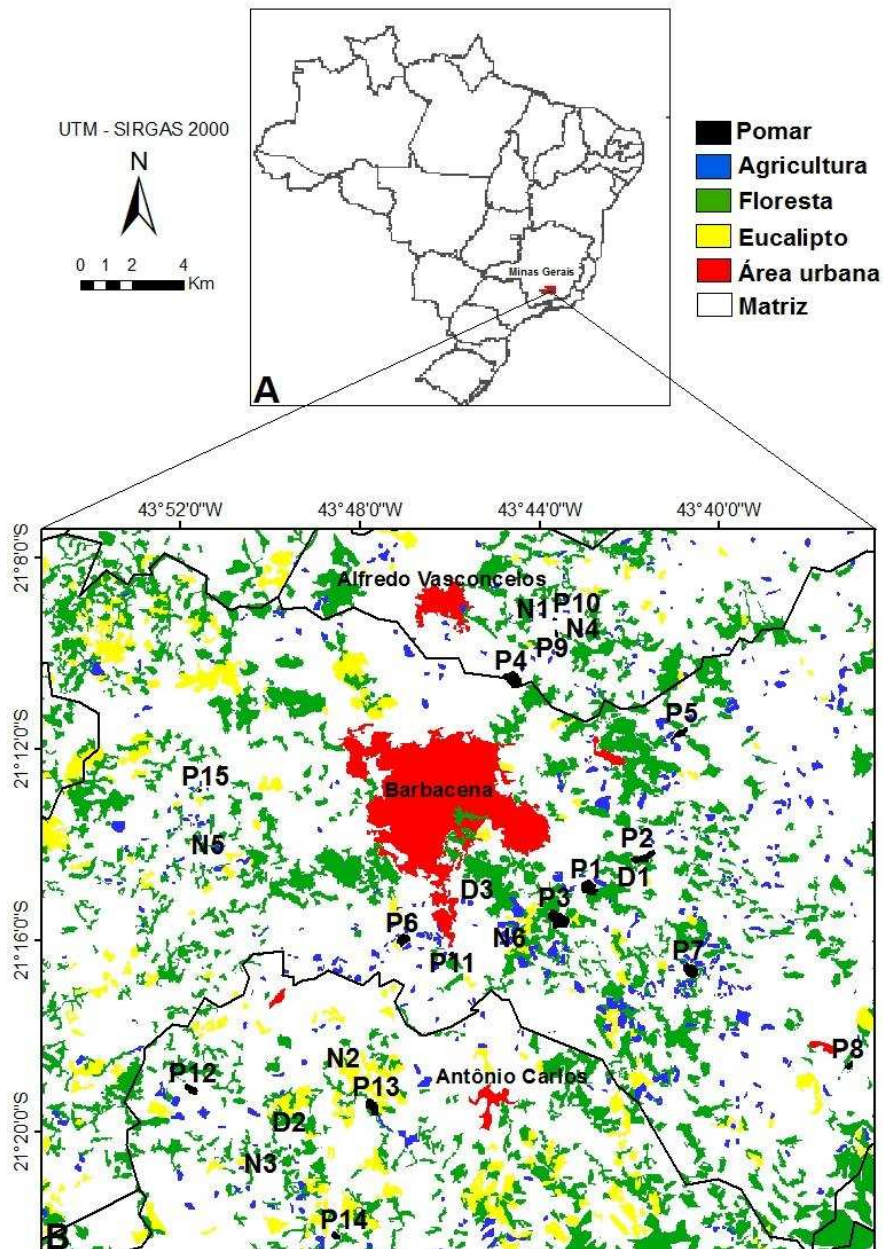 UTM - SIRGAS 2000
N
0 1 2 4
Km
Minas Gerais
A
Pomar
Agricultura
Floresta
Eucalipto
Área urbana
Matriz
43°52'0"W 43°48'0"W 43°44'0"W 43°40'0"W
21°8'0"S
21°12'0"S
21°16'0"S
21°20'0"S
Alfredo Vasconcelos
N1 P10
N4
P9
P4
P5
P15
Barbacena
N5
P2
P1 D1
D3 P3
P6 N6
P11 P7
N2
P8
P12 P13 Antônio Carlos
D2
N3
P14
B